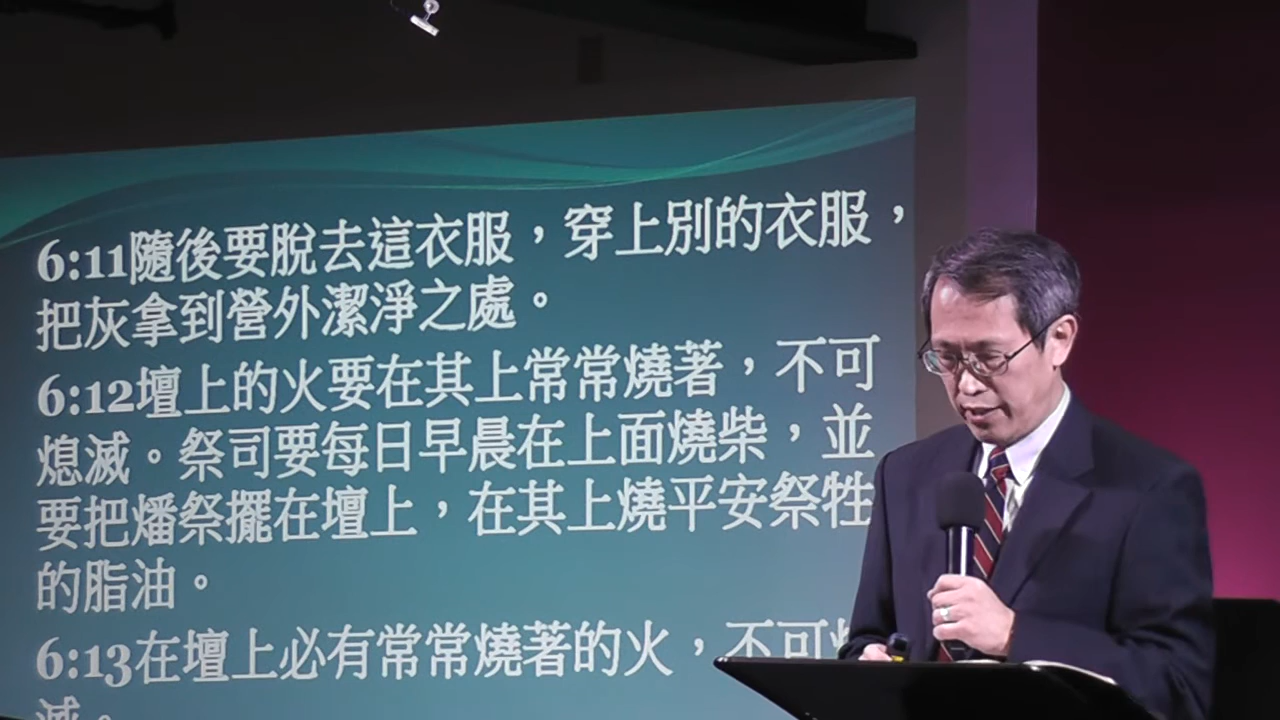 6:11隨後要脫去這衣服，穿上別的衣服，
把灰拿到營外潔淨之處。
6:12壇上的火要在其上常常燒著，不可
熄滅。祭司要每日早晨在上面燒柴，並
要把燔祭擺在壇上，在其上燒平安祭牲
的脂油。
6:13在壇上必有常常燒著的火，不可
滅。